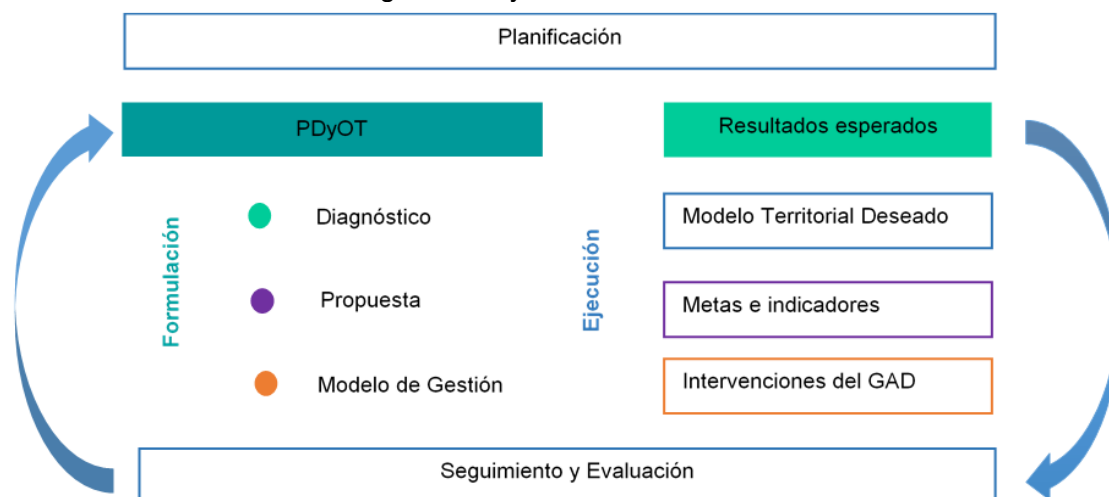 Planificación
PDyOT
Resultados esperados
Formulación
Diagnóstico
Propuesta
Modelo de Gestión
Ejecución
Modelo Territorial Deseado
Metas e indicadores
Intervenciones del GAD
Seguimiento y Evaluación